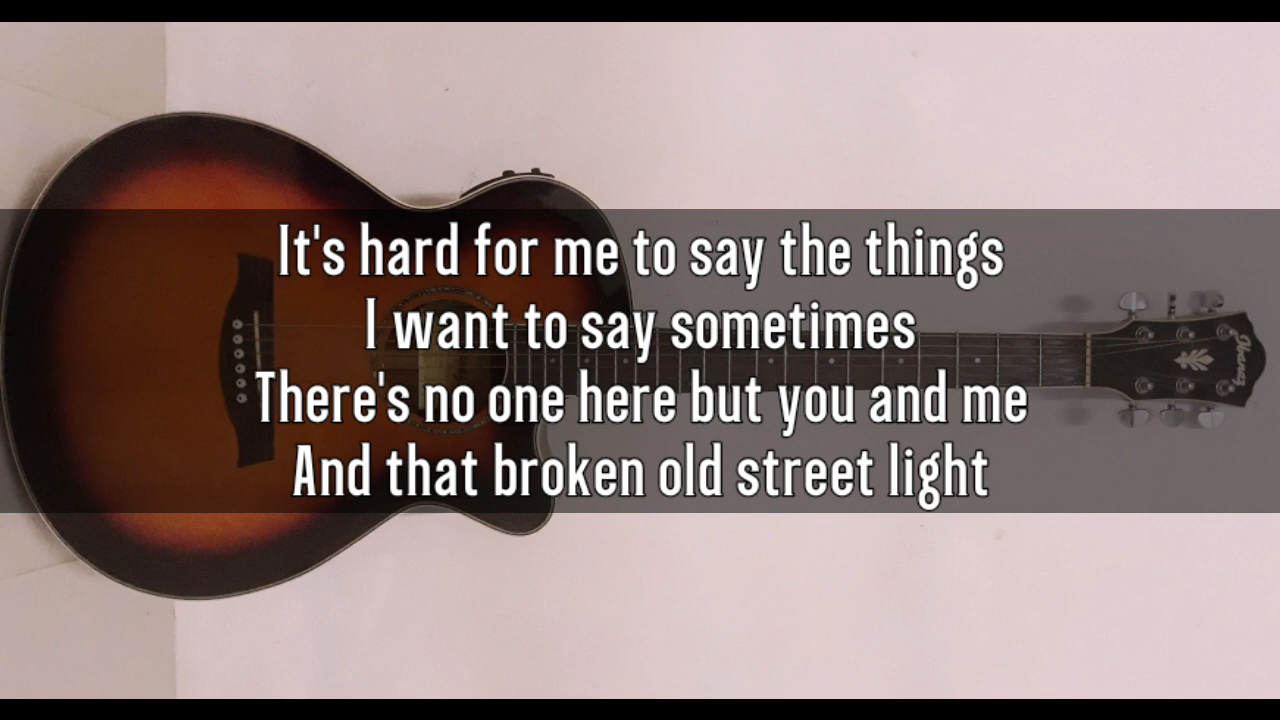 It's hard for me to say the things
I want to say sometimes
There's no one here but you and me
And that broken old street light
Ibanez